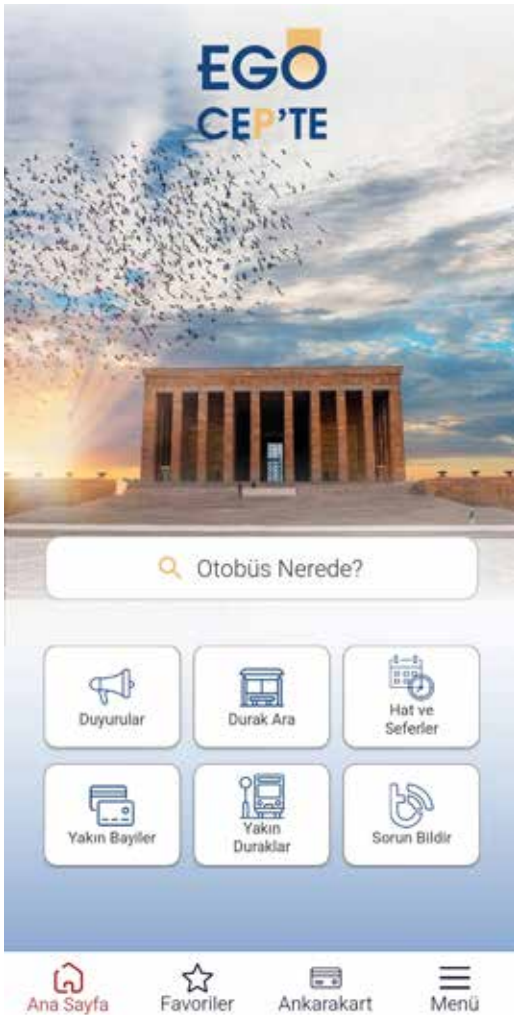 EGO
CEP'TE
Otobüs Nerede?
Duyurular
Durak Ara
Hat ve
Seferler
Yakın Bayiler
Yakın
Duraklar
Sorun Bildir
Ana Sayfa
Favoriler
Ankarakart
Menü